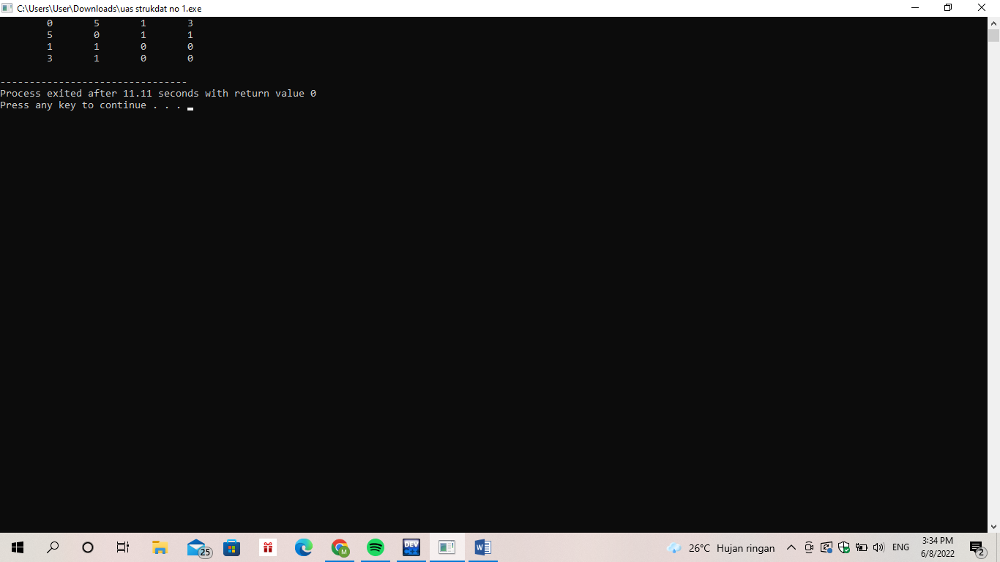 C:\Users\User\Downloads\uas strukdat no 1.exe
0 5 1 3
5 0 1 1
1 1 0 0
3 1 0 0
--------------------------------
Process exited after 11.11 seconds with return value 0
Press any key to continue . . .
25
M
DEV
C++
W
26°C Hujan ringan
ENG
3:34 PM
6/8/2022
2